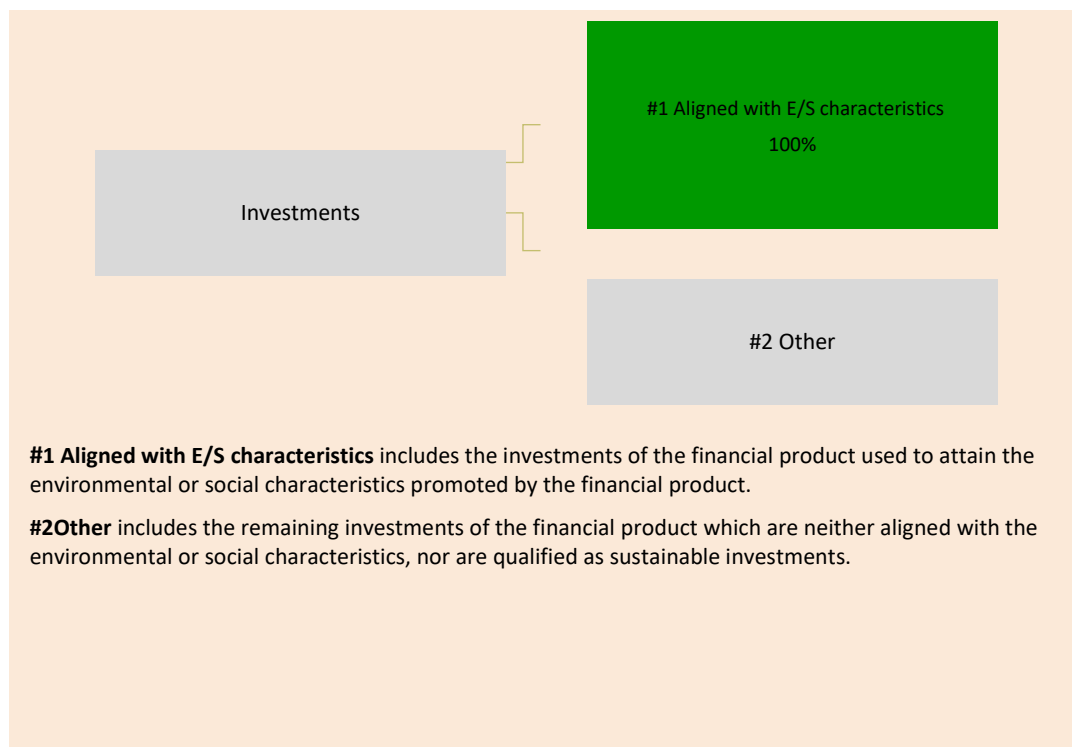 #1 Aligned with E/S characteristics
100%
Investments
#2 Other
#1 Aligned with E/S characteristics includes the investments of the financial product used to attain the
environmental or social characteristics promoted by the financial product.
#2Other includes the remaining investments of the financial product which are neither aligned with the
environmental or social characteristics, nor are qualified as sustainable investments.